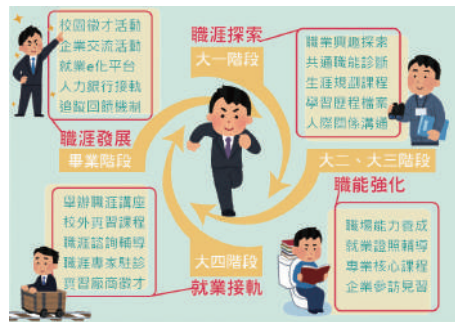 職涯探索
大一階段
職業興趣探索
共通職能診斷
生涯規劃課程
學習歷程檔案
人際關係溝通
大二、大三階段
職能強化
職場能力養成
就業證照輔導
專業核心課程
企業參訪見習
大四階段
就業接軌
舉辦職涯講座
校外實習課程
職涯諮詢輔導
職涯專家駐診
實習廠商徵才
校園徵才活動
企業交流活動
就業e化平台
人力銀行接軌
追蹤回饋機制
職涯發展
畢業階段